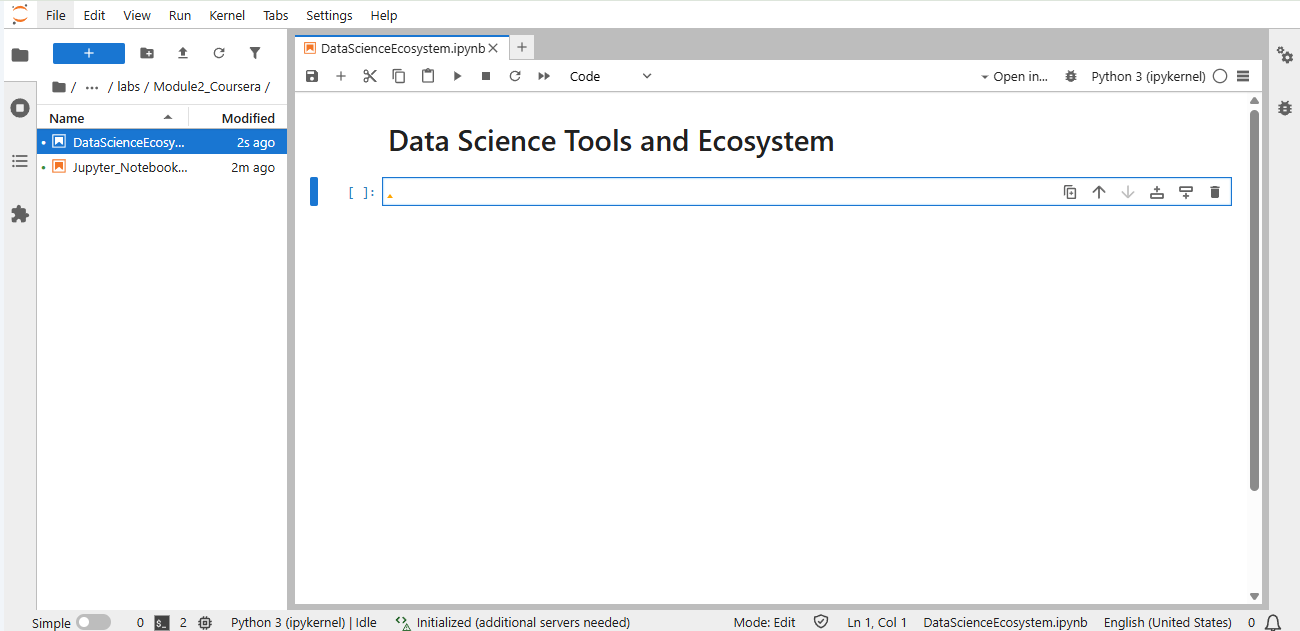 File Edit View Run Kernel Tabs Settings Help
+
/ ... / labs / Module2_Coursera /
Name Modified
DataScienceEcosy... 2s ago
Jupyter_Notebook... 2m ago
DataScienceEcosystem.ipynb
Code Open in... Python 3 (ipykernel)
Data Science Tools and Ecosystem
[ ]:
Simple 0 $_ 2 Python 3 (ipykernel) | Idle Initialized (additional servers needed) Mode: Edit Ln 1, Col 1 DataScienceEcosystem.ipynb English (United States) 0